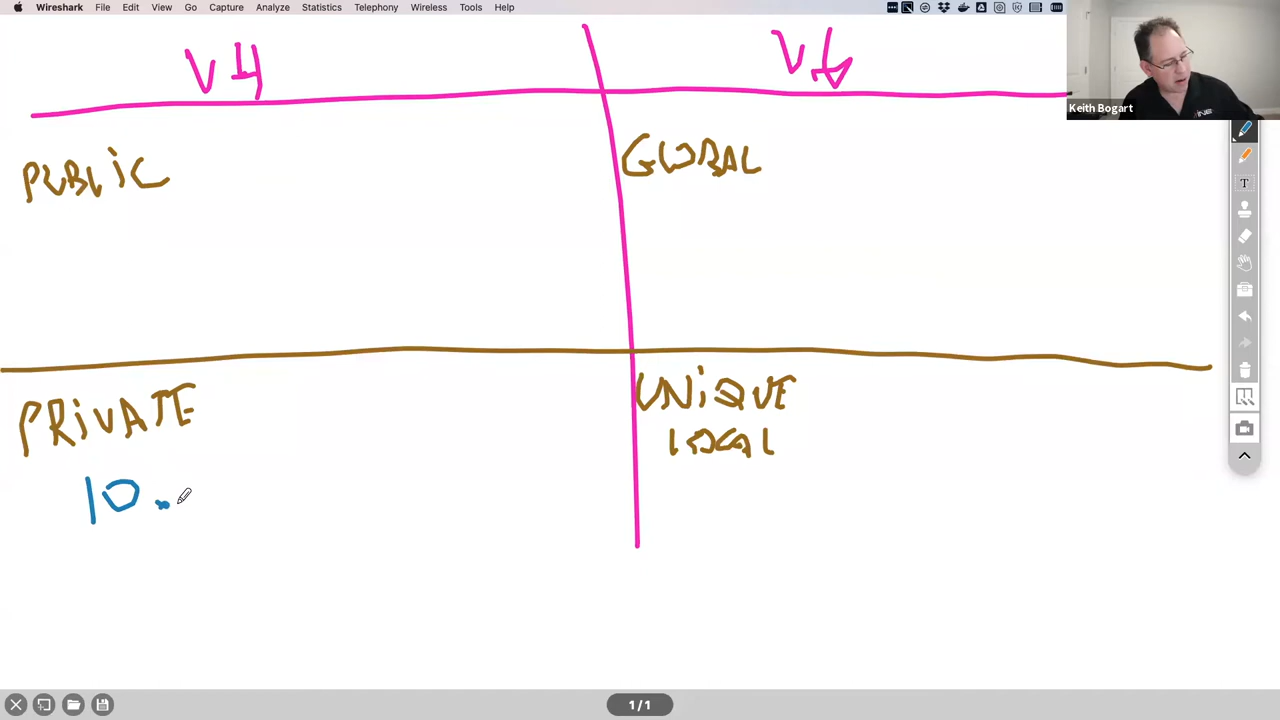 Wireshark File Edit View Go Capture Analyze Statistics Telephony Wireless Tools Help
Keith Bogart
V4 V6
PUBLIC GLOBAL
PRiVATE UNiQUE
LOCAL
10.
T
1/1
INE